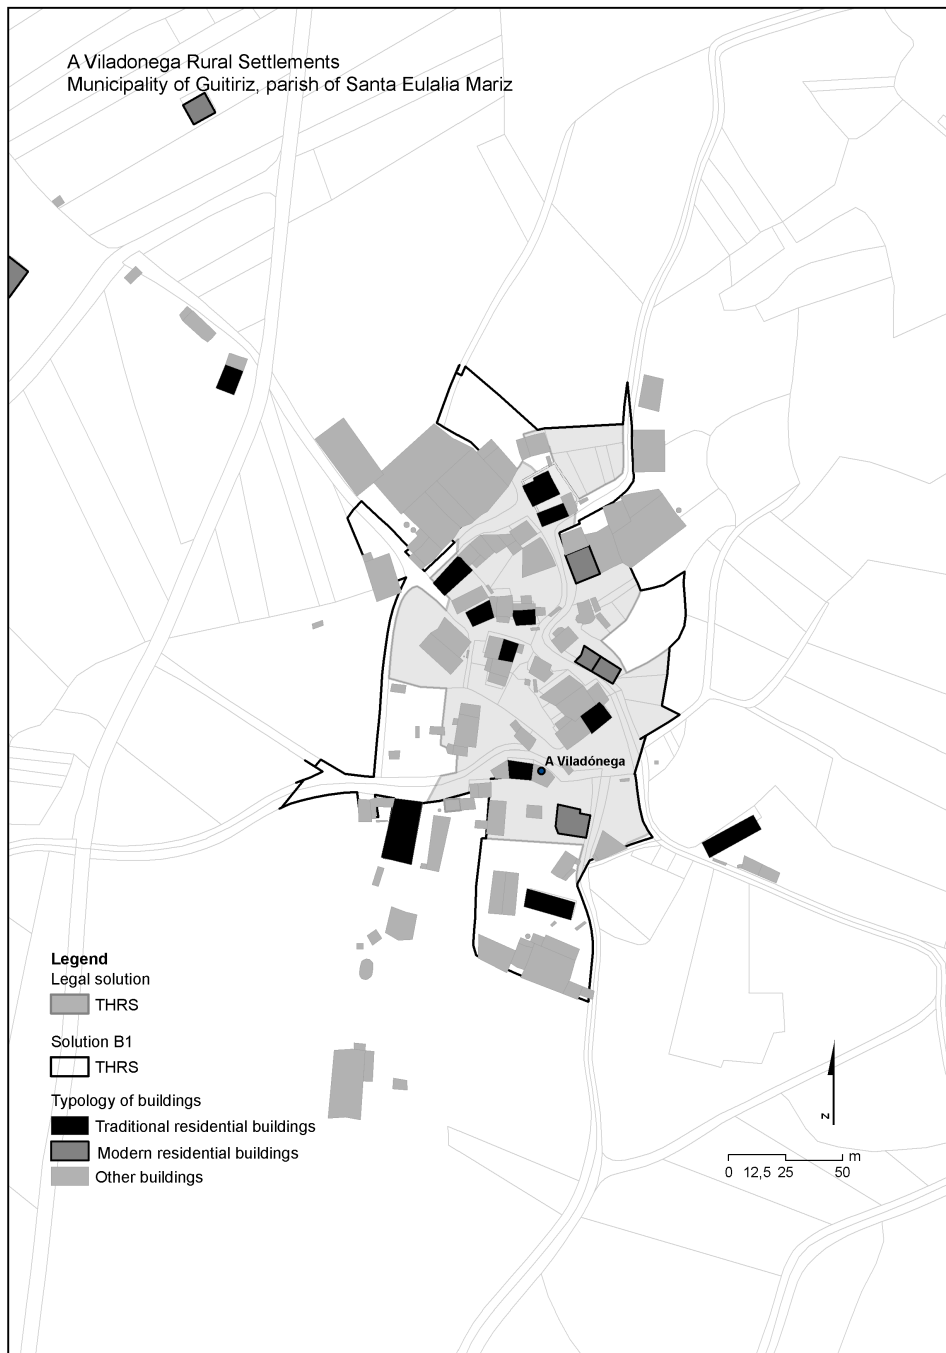 A Viladonega Rural Settlements
Municipality of Guitiriz, parish of Santa Eulalia Mariz
A Viladónega
Legend
Legal solution
THRS
Solution B1
THRS
Typology of buildings
Traditional residential buildings
Modern residential buildings
Other buildings
N
m
0 12,5 25 50